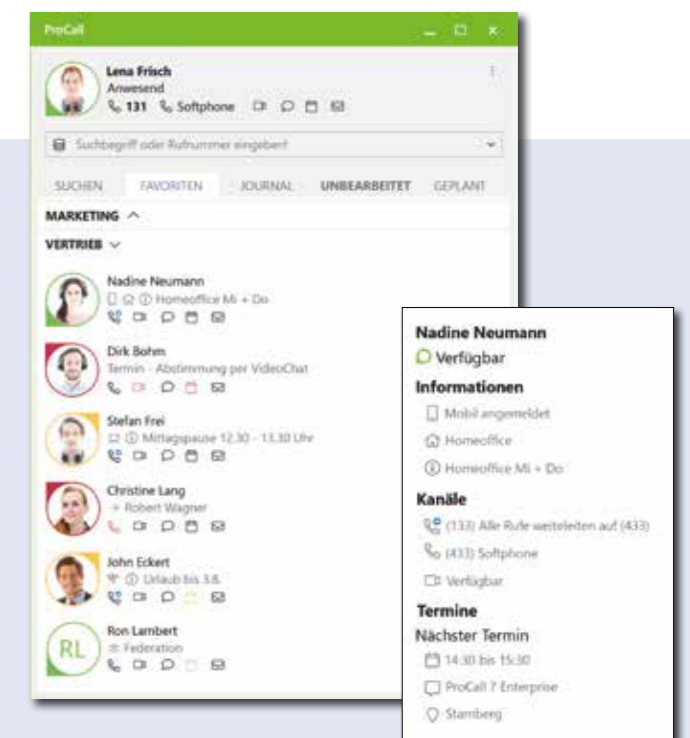 ProCall
Lena Frisch
Anwesend
131 Softphone
Suchbegriff oder Rufnummer eingeben!
SUCHEN FAVORITEN JOURNAL UNBEARBEITET GEPLANT
MARKETING
VERTRIEB
Nadine Neumann
Homeoffice Mi + Do
Dirk Bohm
Termin - Abstimmung per VideoChat
Stefan Frei
Mittagspause 12.30 - 13.30 Uhr
Christine Lang
→ Robert Wagner
John Eckert
Urlaub bis 3.8.
RL
Ron Lambert
Federation
Nadine Neumann
Verfügbar
Informationen
Mobil angemeldet
Homeoffice
Homeoffice Mi + Do
Kanäle
(133) Alle Rufe weiterleiten auf (433)
(433) Softphone
Verfügbar
Termine
Nächster Termin
14:30 bis 15:30
ProCall 7 Enterprise
Starnberg